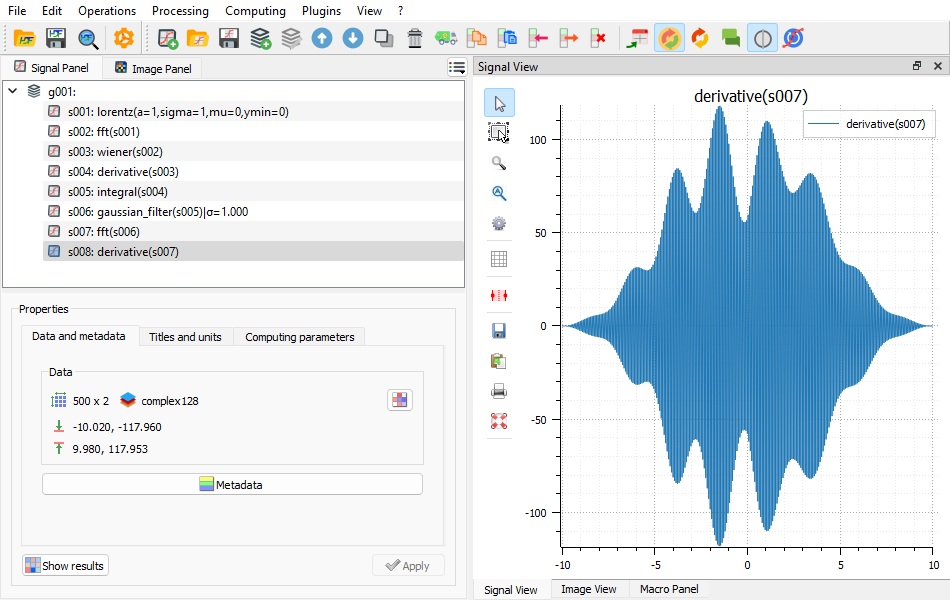 File Edit Operations Processing Computing Plugins View ?
Signal Panel Image Panel
g001:
s001: lorentz(a=1,sigma=1,mu=0,ymin=0)
s002: fft(s001)
s003: wiener(s002)
s004: derivative(s003)
s005: integral(s004)
s006: gaussian_filter(s005)|σ=1.000
s007: fft(s006)
s008: derivative(s007)
Properties
Data and metadata Titles and units Computing parameters
Data
500 x 2 complex128
-10.020, -117.960
9.980, 117.953
Metadata
Show results Apply
Signal View
derivative(s007)
derivative(s007)
100
50
0
-50
-100
-10 -5 0 5 10
Signal View Image View Macro Panel